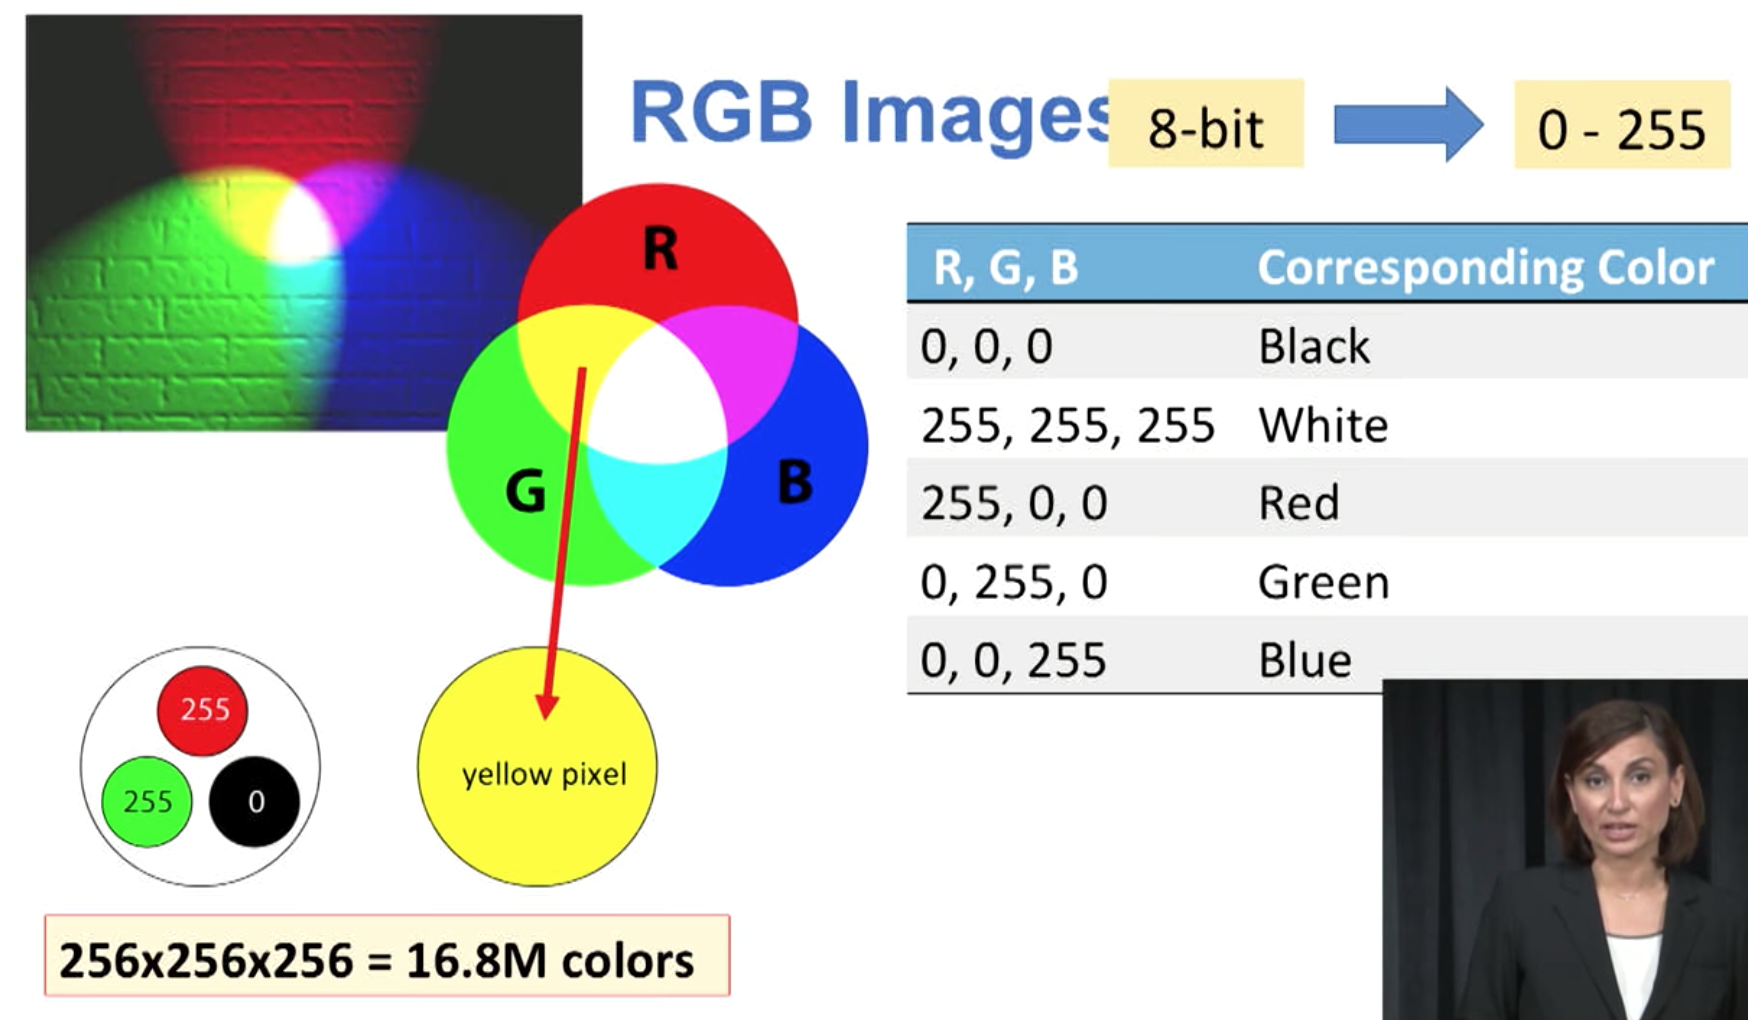 RGB Images
8-bit
0 - 255
R
G
B
R, G, B Corresponding Color
0, 0, 0 Black
255, 255, 255 White
255, 0, 0 Red
0, 255, 0 Green
0, 0, 255 Blue
255
255 0
yellow pixel
256x256x256 = 16.8M colors